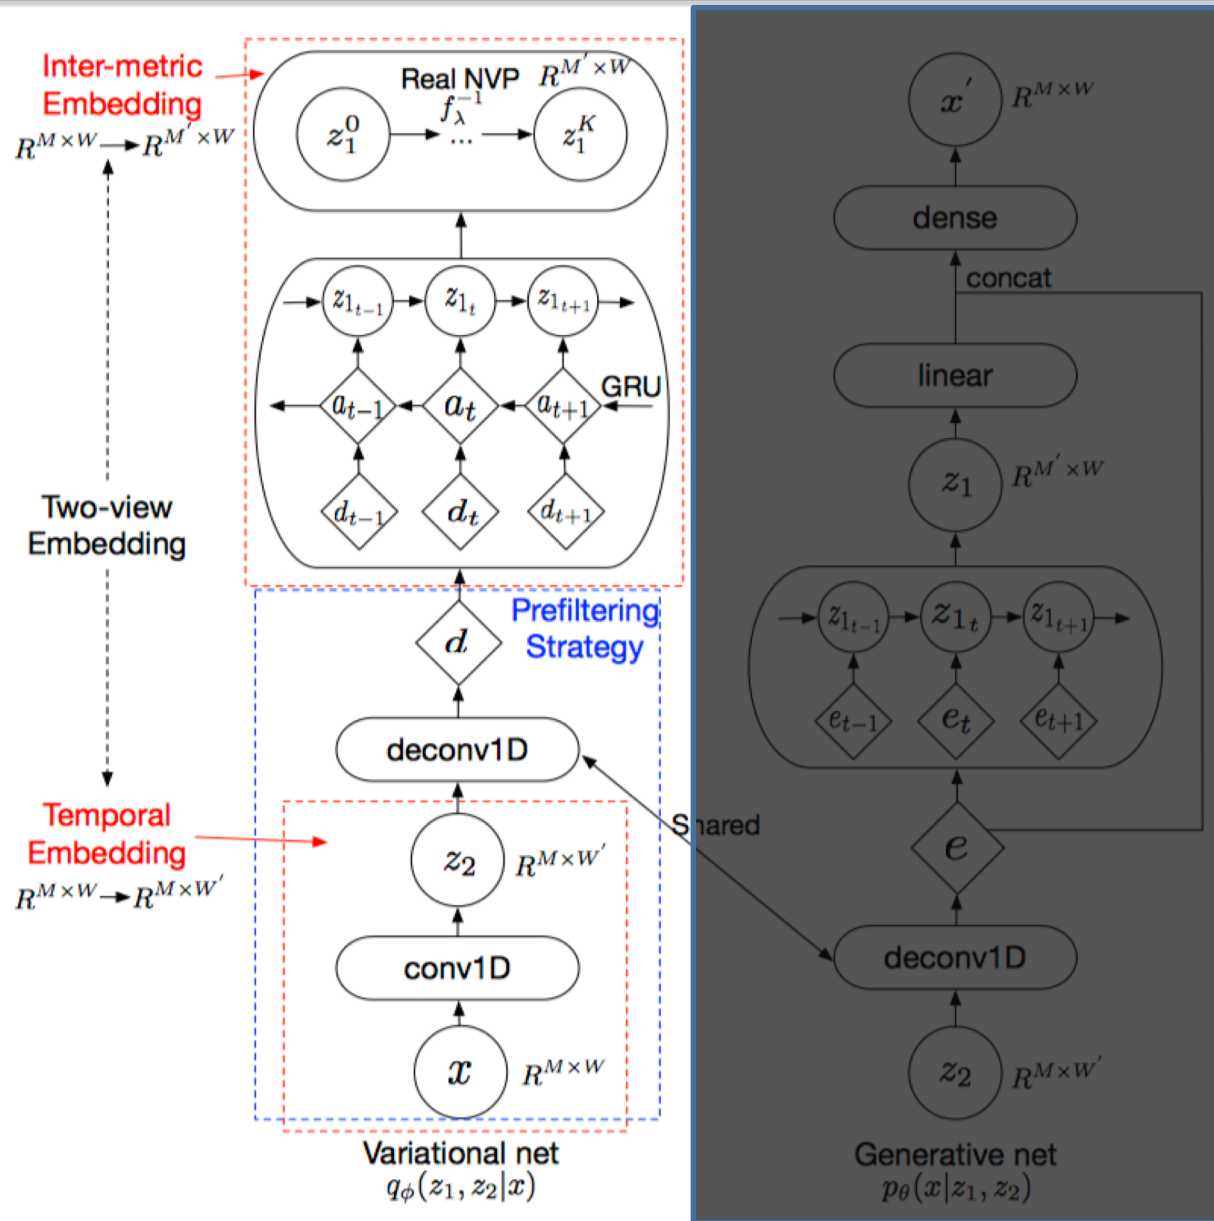 Inter-metric
Embedding
R^{M×W} → R^{M′×W}
Two-view
Embedding
Temporal
Embedding
R^{M×W} → R^{M×W′}
Real NVP
R^{M′×W}
f_λ^{-1}
z_1^0
...
z_1^K
z_{1_{t-1}}
z_{1_t}
z_{1_{t+1}}
GRU
a_{t-1}
a_t
a_{t+1}
d_{t-1}
d_t
d_{t+1}
Prefiltering
Strategy
d
deconv1D
z_2
R^{M×W′}
conv1D
x
R^{M×W}
Variational net
q_ϕ(z_1, z_2|x)
Shared
x′
R^{M×W}
dense
concat
linear
z_1
R^{M′×W}
z_{1_{t-1}}
z_{1_t}
z_{1_{t+1}}
e_{t-1}
e_t
e_{t+1}
e
deconv1D
z_2
R^{M×W′}
Generative net
p_θ(x|z_1, z_2)